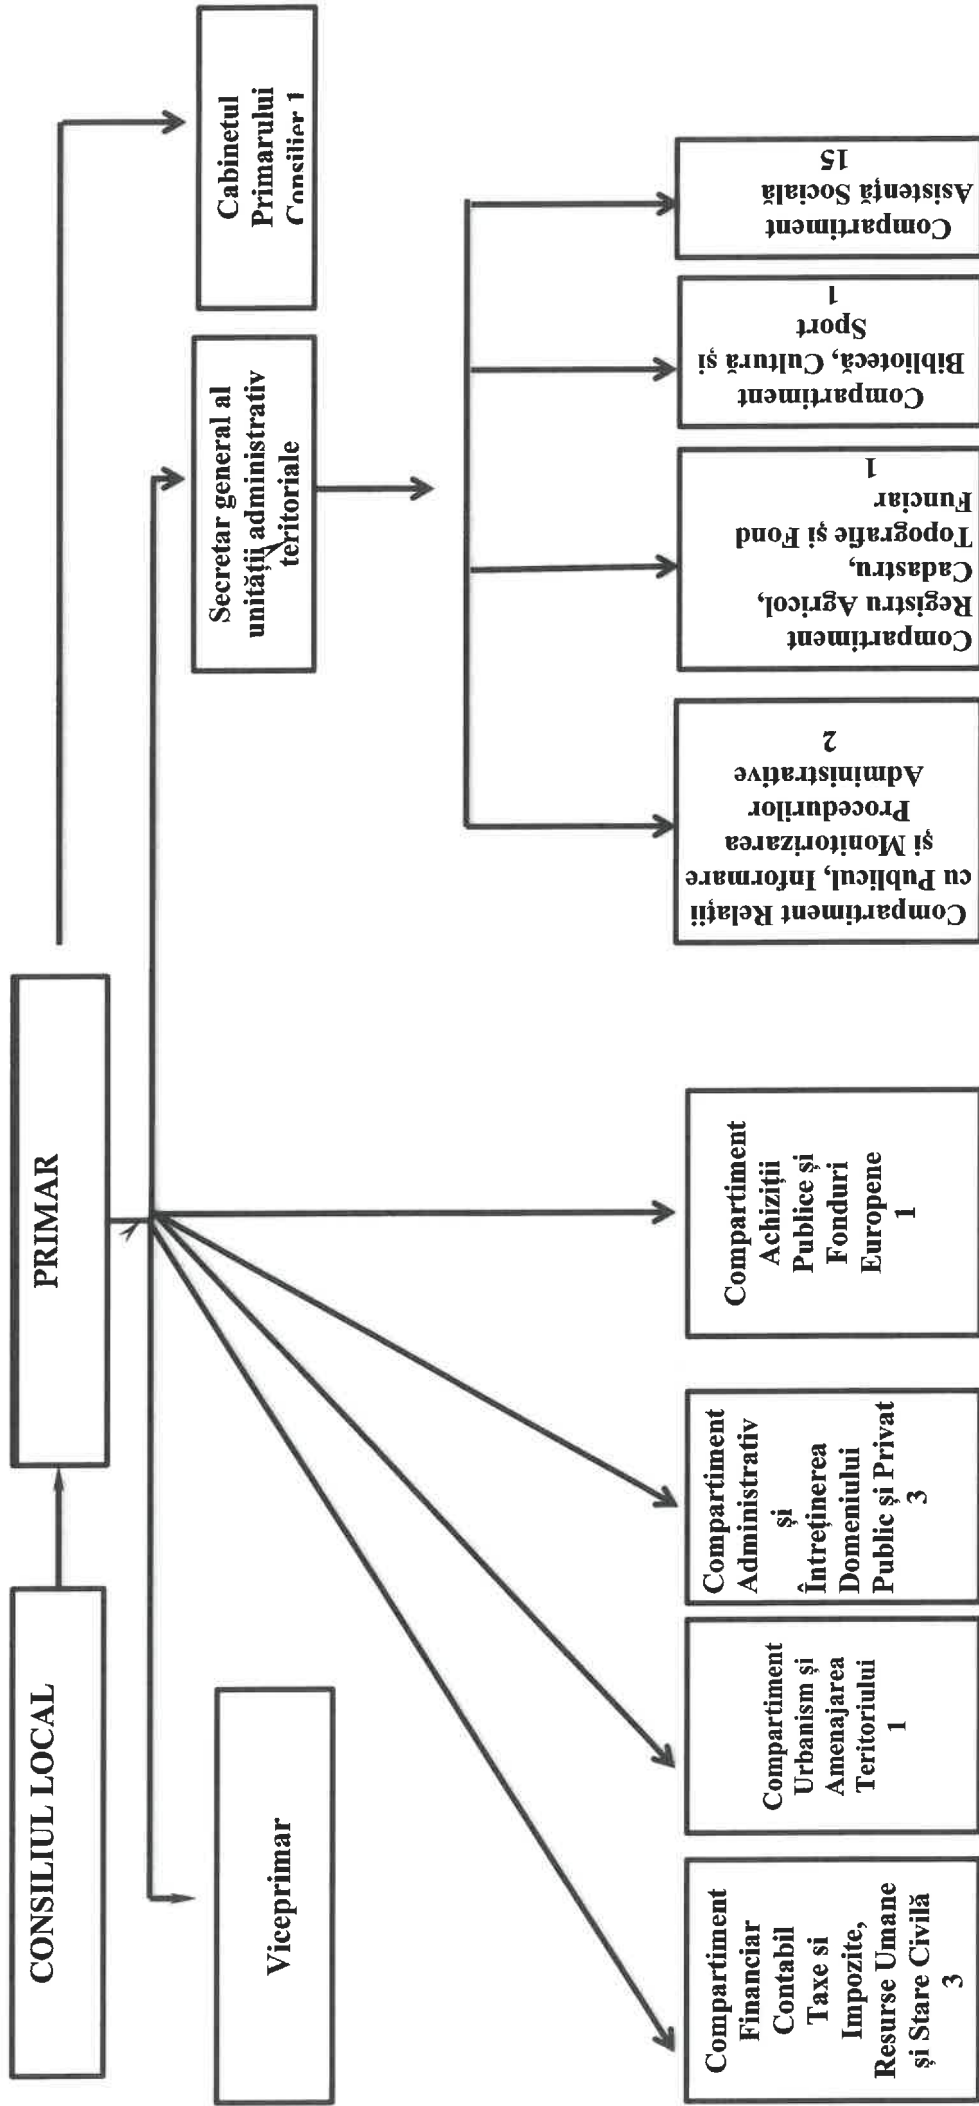 CONSILIUL LOCAL
PRIMAR
Viceprimar
Secretar general al
unității administrativ
teritoriale
Cabinetul
Primarului
Consilier 1
Compartiment
Financiar
Contabil
Taxe si
Impozite,
Resurse Umane
și Stare Civilă
3
Compartiment
Urbanism și
Amenajarea
Teritoriului
1
Compartiment
Administrativ
și
Întreținerea
Domeniului
Public și Privat
3
Compartiment
Achiziții
Publice și
Fonduri
Europene
1
Compartiment Relații
cu Publicul, Informare
și Monitorizarea
Procedurilor
Administrative
2
Compartiment
Registru Agricol,
Cadastru,
Topografie și Fond
Funciar
1
Compartiment
Bibliotecă, Cultură și
Sport
1
Compartiment
Asistență Socială
15